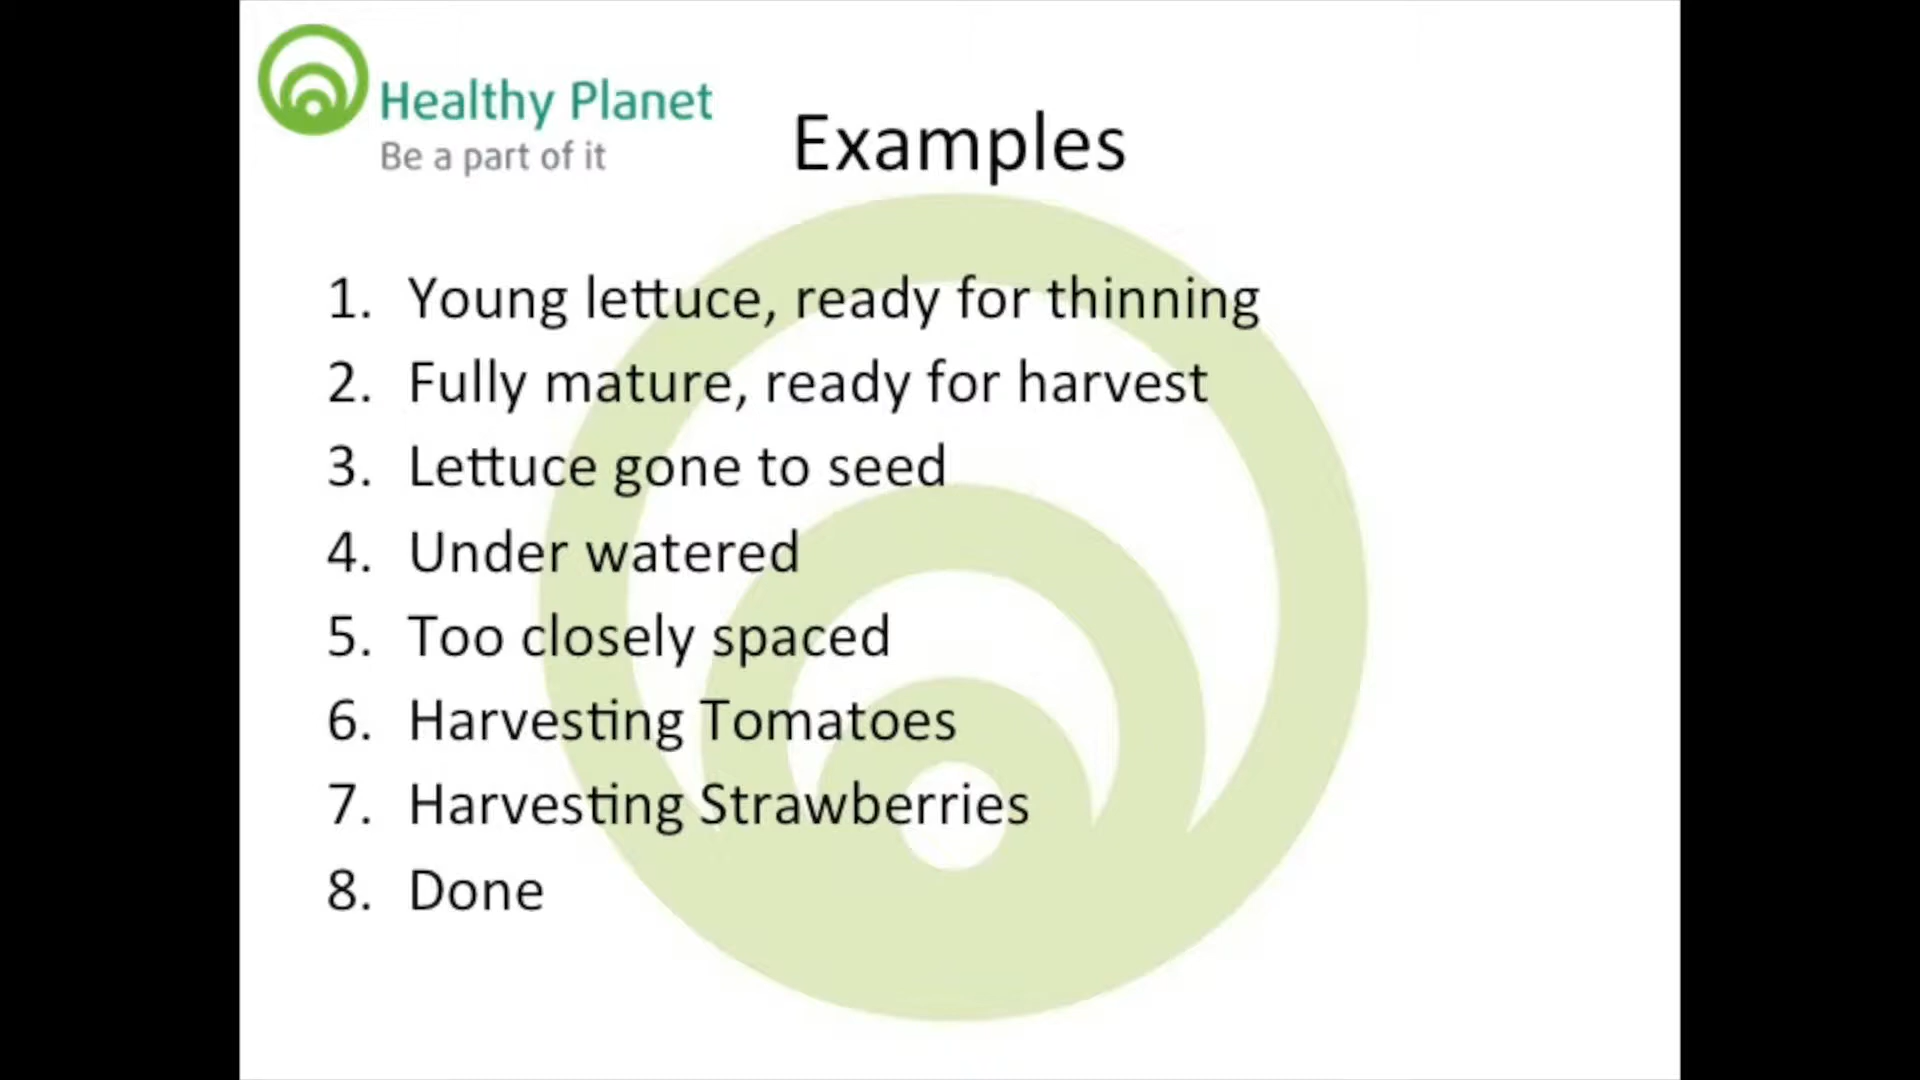 Healthy Planet
Be a part of it
Examples
1. Young lettuce, ready for thinning
2. Fully mature, ready for harvest
3. Lettuce gone to seed
4. Under watered
5. Too closely spaced
6. Harvesting Tomatoes
7. Harvesting Strawberries
8. Done